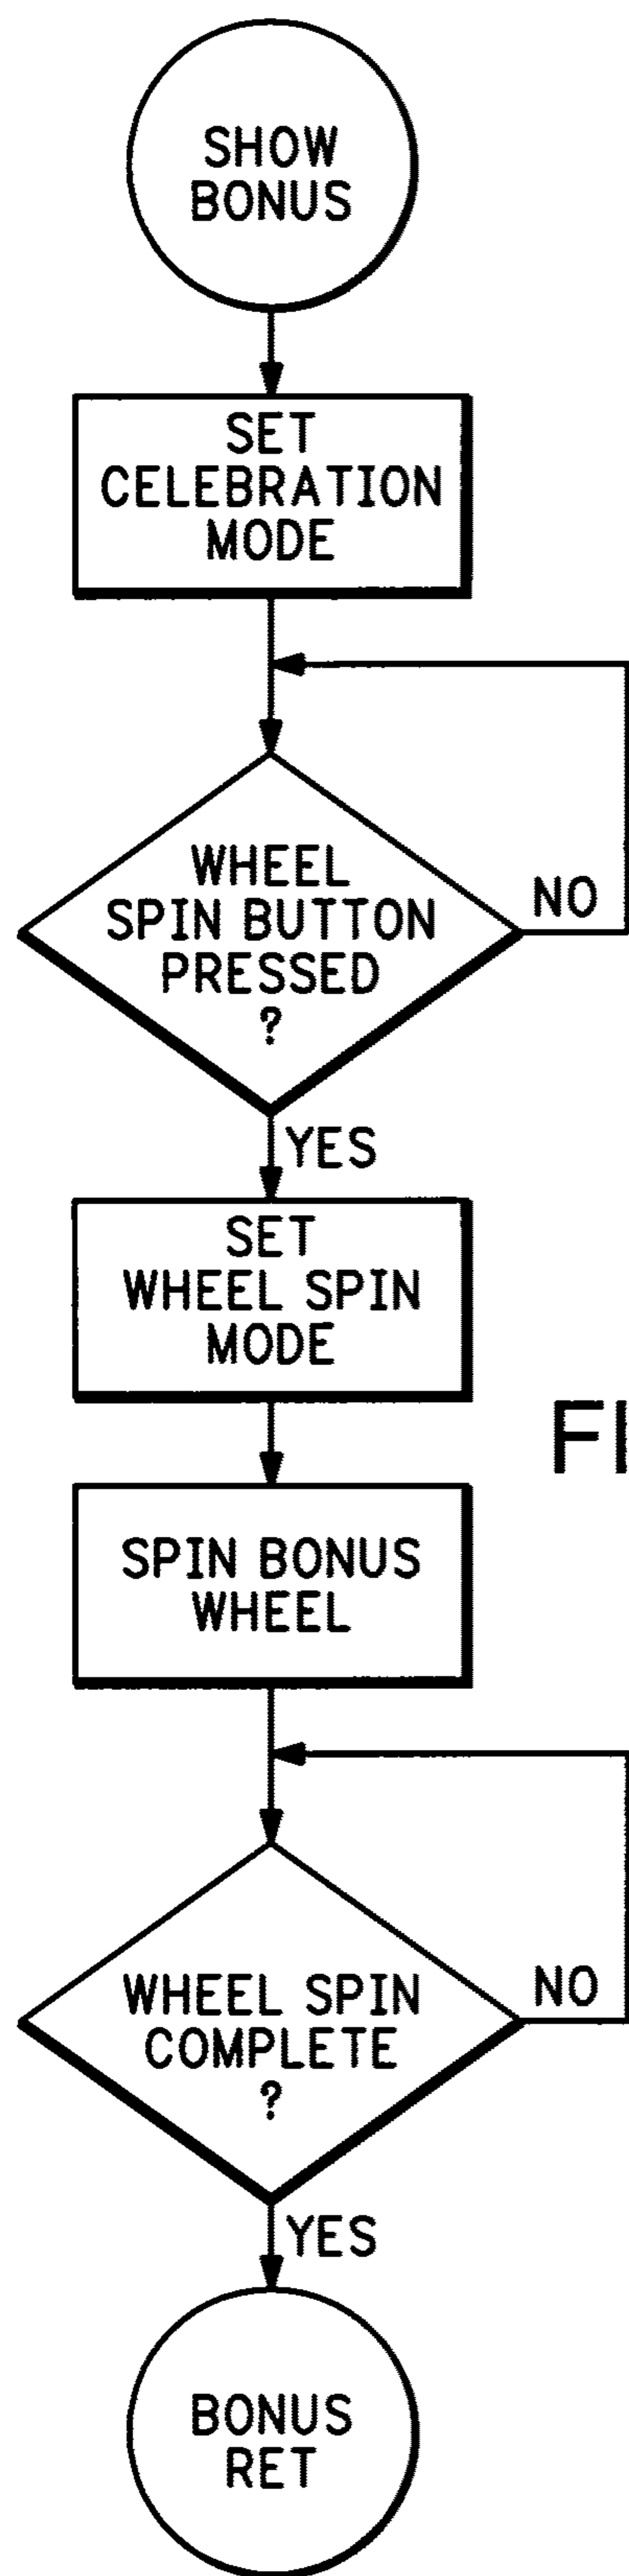 SHOW
BONUS
SET
CELEBRATION
MODE
WHEEL
SPIN BUTTON
PRESSED
?
NO
YES
SET
WHEEL SPIN
MODE
FI
SPIN BONUS
WHEEL
WHEEL SPIN
COMPLETE
?
NO
YES
BONUS
RET